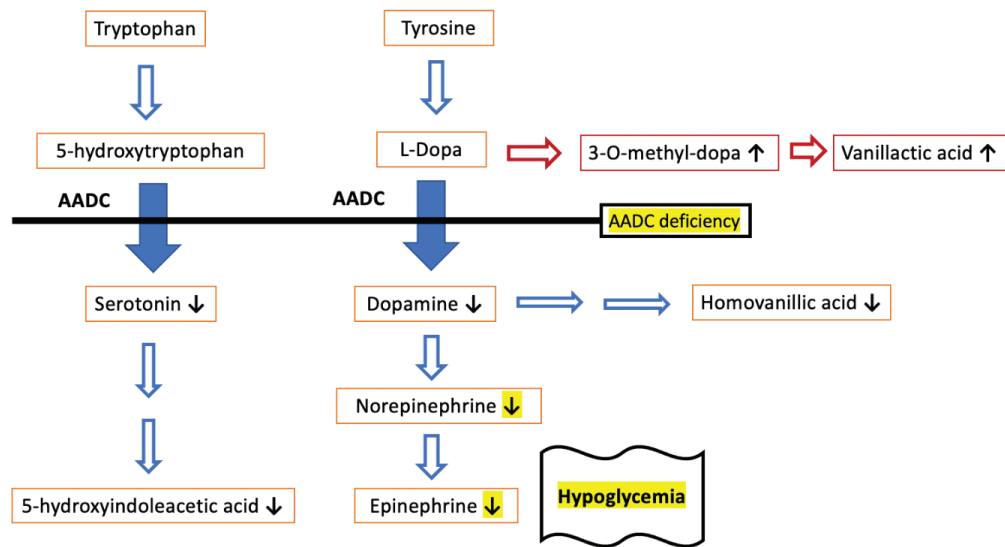 Tryptophan
Tyrosine
5-hydroxytryptophan
L-Dopa
3-O-methyl-dopa ↑
Vanillactic acid ↑
AADC
AADC
AADC deficiency
Serotonin ↓
Dopamine ↓
Homovanillic acid ↓
Norepinephrine ↓
5-hydroxyindoleacetic acid ↓
Epinephrine ↓
Hypoglycemia